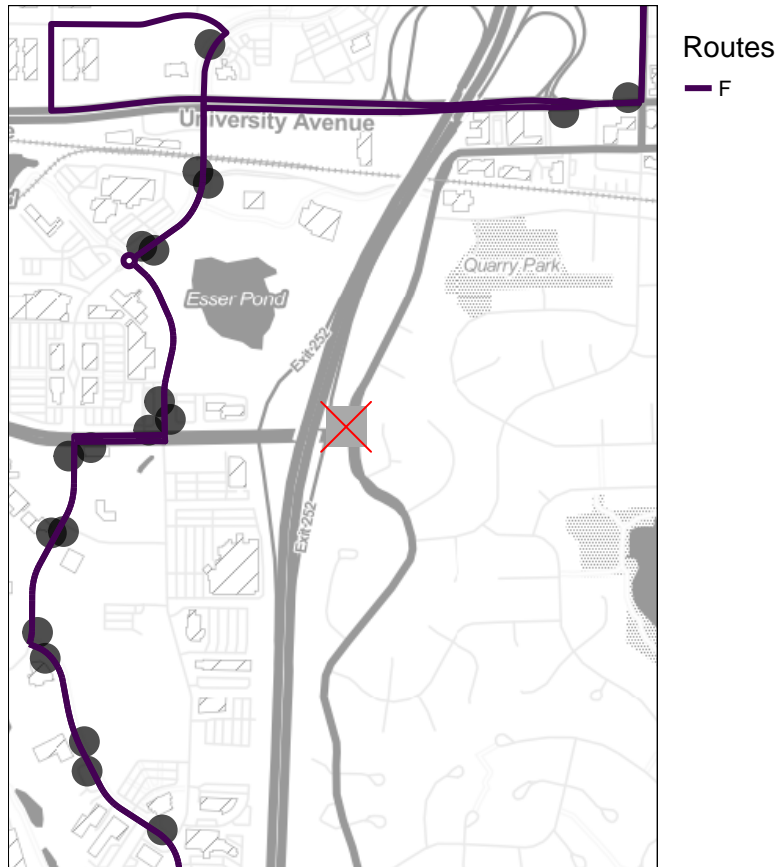 Routes
F
University Avenue
e
Quarry Park
Esser Pond
Exit 252
Exit 252